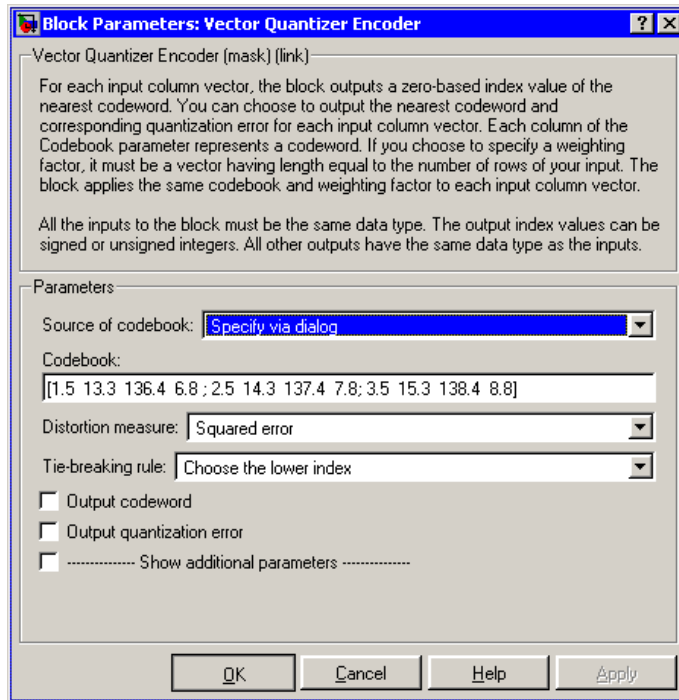 Block Parameters: Vector Quantizer Encoder
Vector Quantizer Encoder (mask) (link)
For each input column vector, the block outputs a zero-based index value of the
nearest codeword. You can choose to output the nearest codeword and
corresponding quantization error for each input column vector. Each column of the
Codebook parameter represents a codeword. If you choose to specify a weighting
factor, it must be a vector having length equal to the number of rows of your input. The
block applies the same codebook and weighting factor to each input column vector.
All the inputs to the block must be the same data type. The output index values can be
signed or unsigned integers. All other outputs have the same data type as the inputs.
Parameters
Source of codebook: Specify via dialog
Codebook:
[1.5 13.3 136.4 6.8 ; 2.5 14.3 137.4 7.8; 3.5 15.3 138.4 8.8]
Distortion measure: Squared error
Tie-breaking rule: Choose the lower index
Output codeword
Output quantization error
--------------- Show additional parameters ---------------
OK Cancel Help Apply